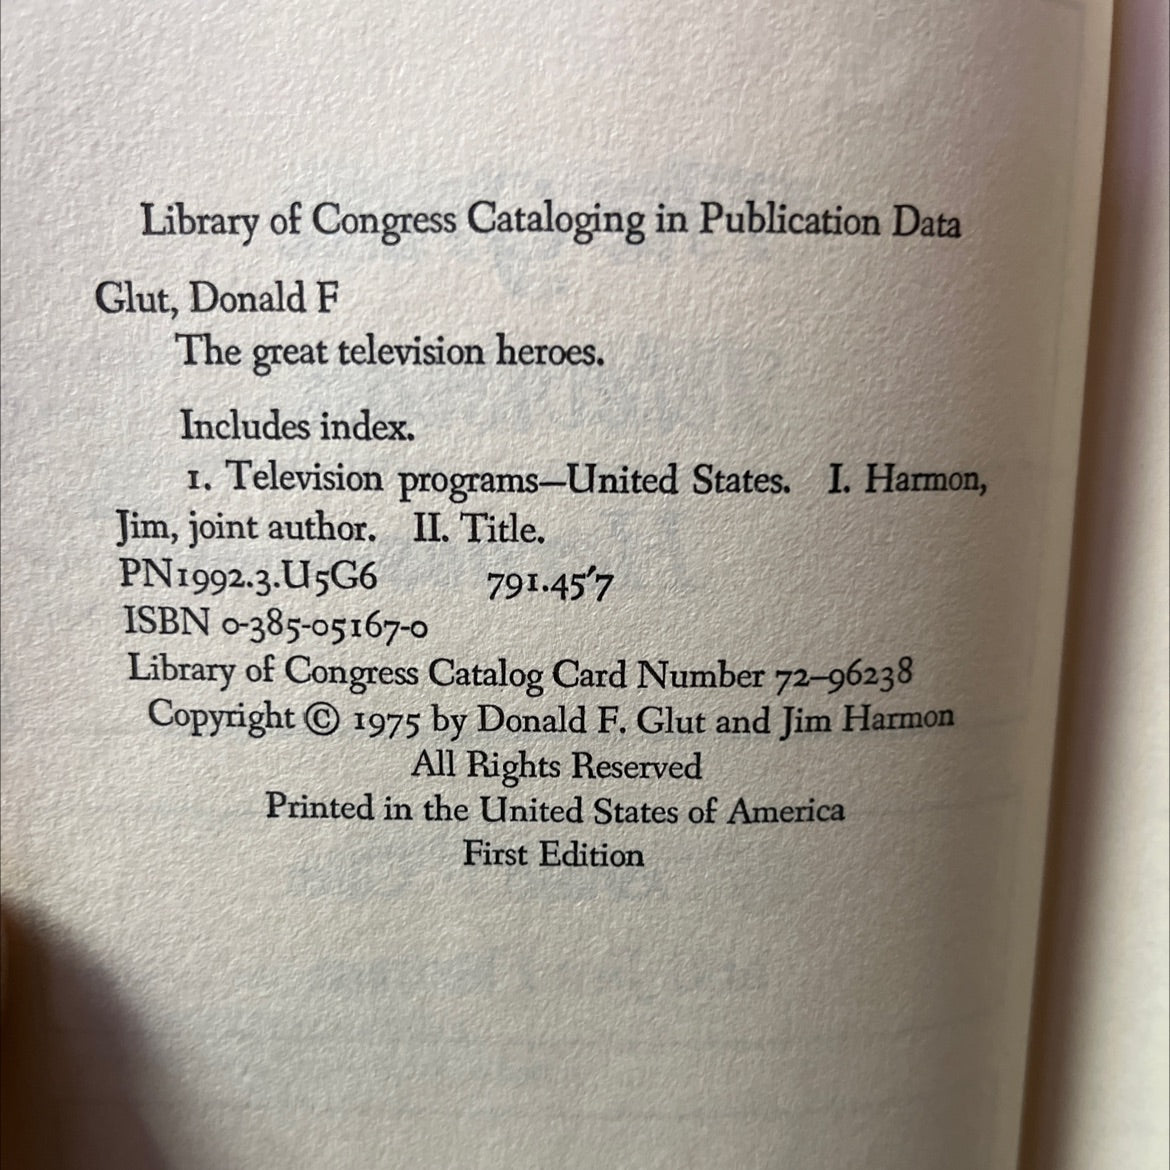 Library of Congress Cataloging in Publication Data
Glut, Donald F
The great television heroes.
Includes index.
1. Television programs—United States. I. Harmon,
Jim, joint author. II. Title.
PN1992.3.U5G6 791.45′7
ISBN 0-385-05167-0
Library of Congress Catalog Card Number 72–96238
Copyright © 1975 by Donald F. Glut and Jim Harmon
All Rights Reserved
Printed in the United States of America
First Edition